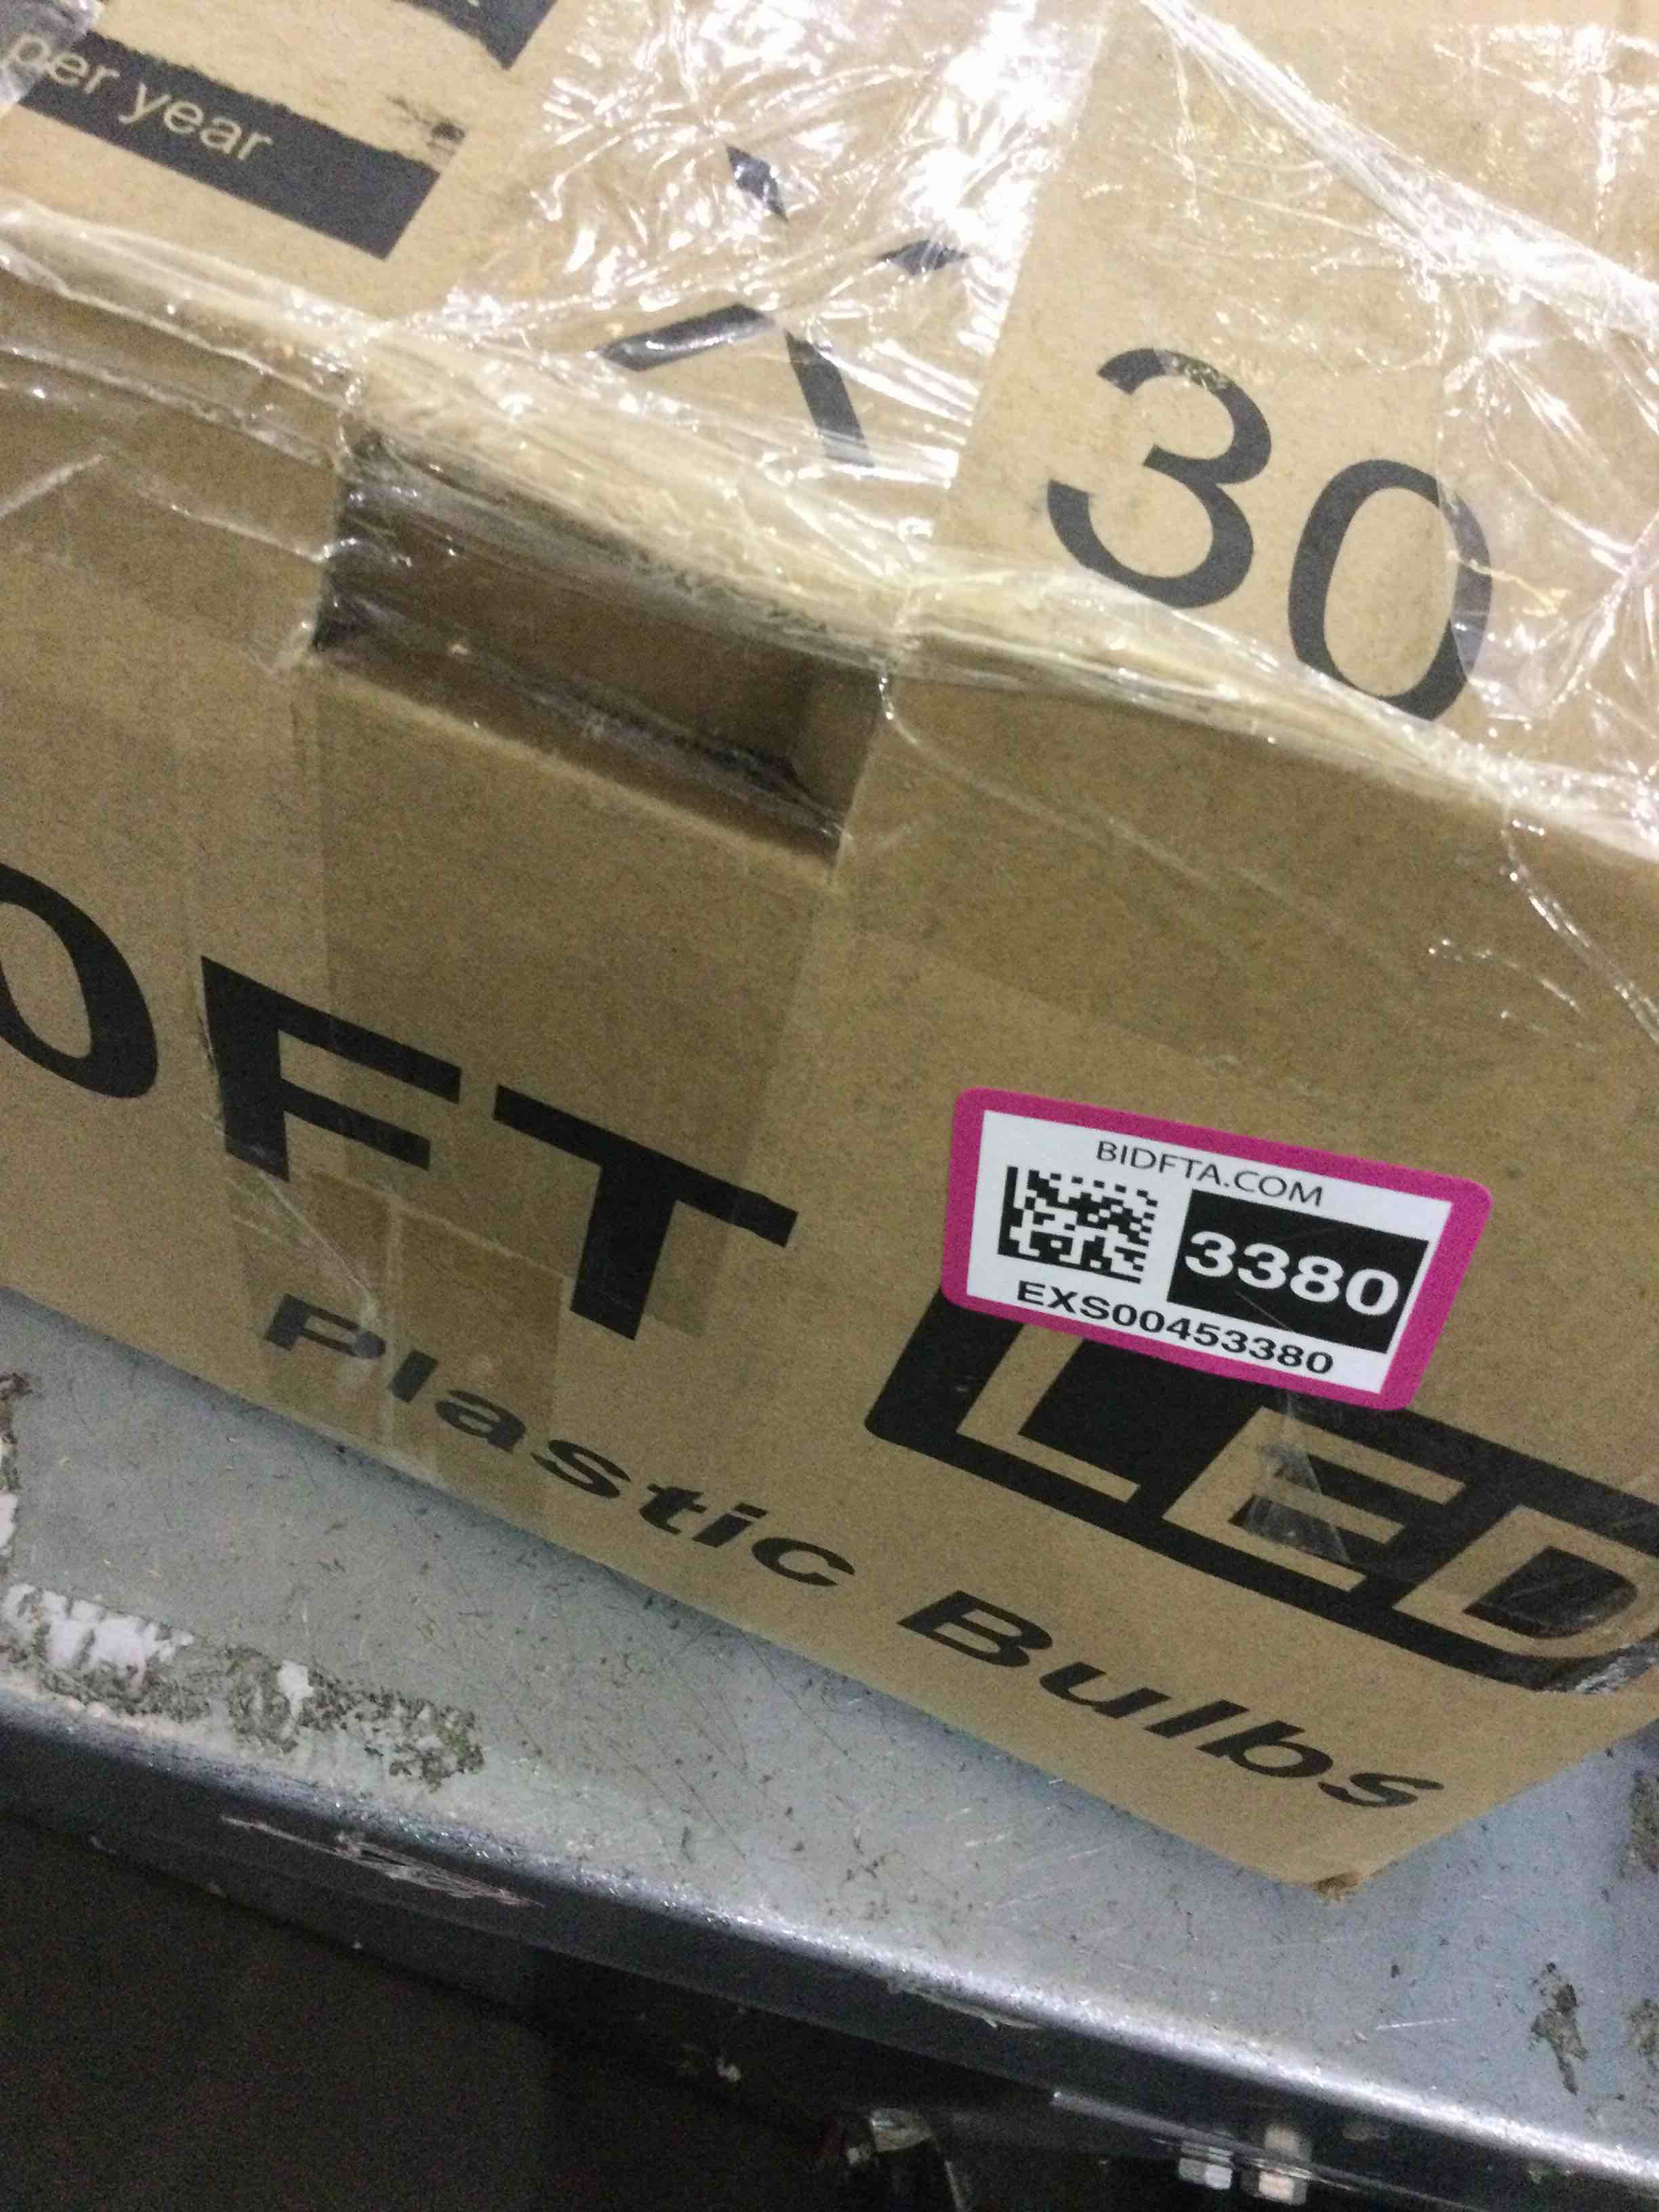 per year
30
0FT LED
Plastic Bulbs
BIDFTA.COM
3380
EXS00453380